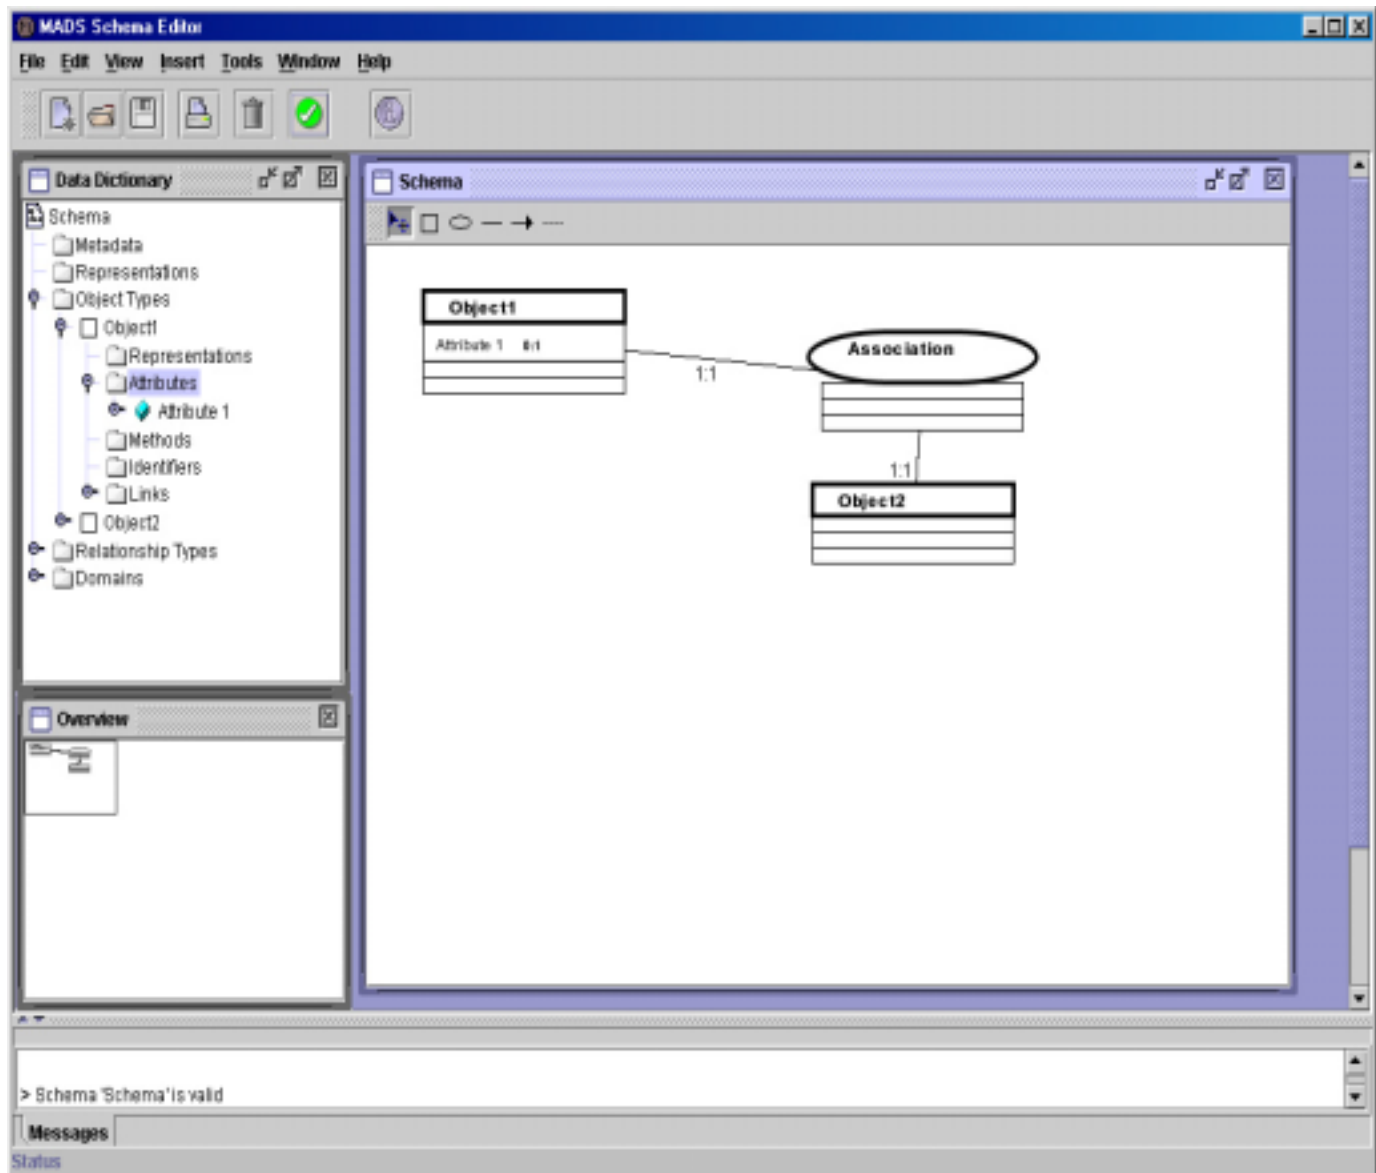 MADS Schema Editor
File Edit View Insert Tools Window Help
Data Dictionary
Schema
Metadata
Representations
Object Types
Object1
Representations
Attributes
Attribute 1
Methods
Identifiers
Links
Object2
Relationship Types
Domains
Overview
Schema
Object1
Attribute 1 0:1
1:1
Association
1:1
Object2
> Schema 'Schema' is valid
Messages
Status